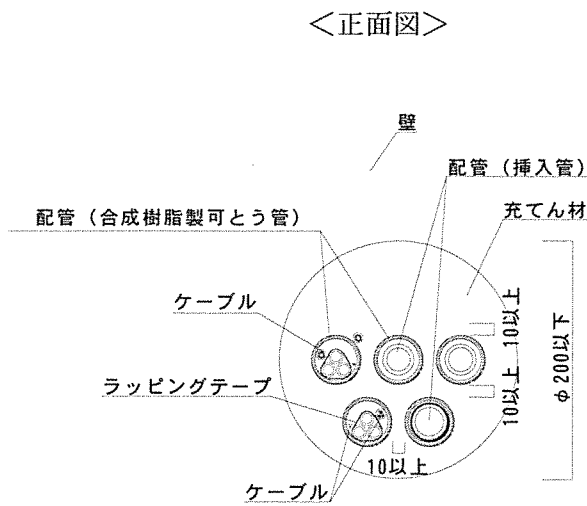 ＜正面図＞
壁
配管（挿入管）
配管（合成樹脂製可とう管）
充てん材
ケーブル
10以上
ラッピングテープ
10以上
φ200以下
10以上
ケーブル